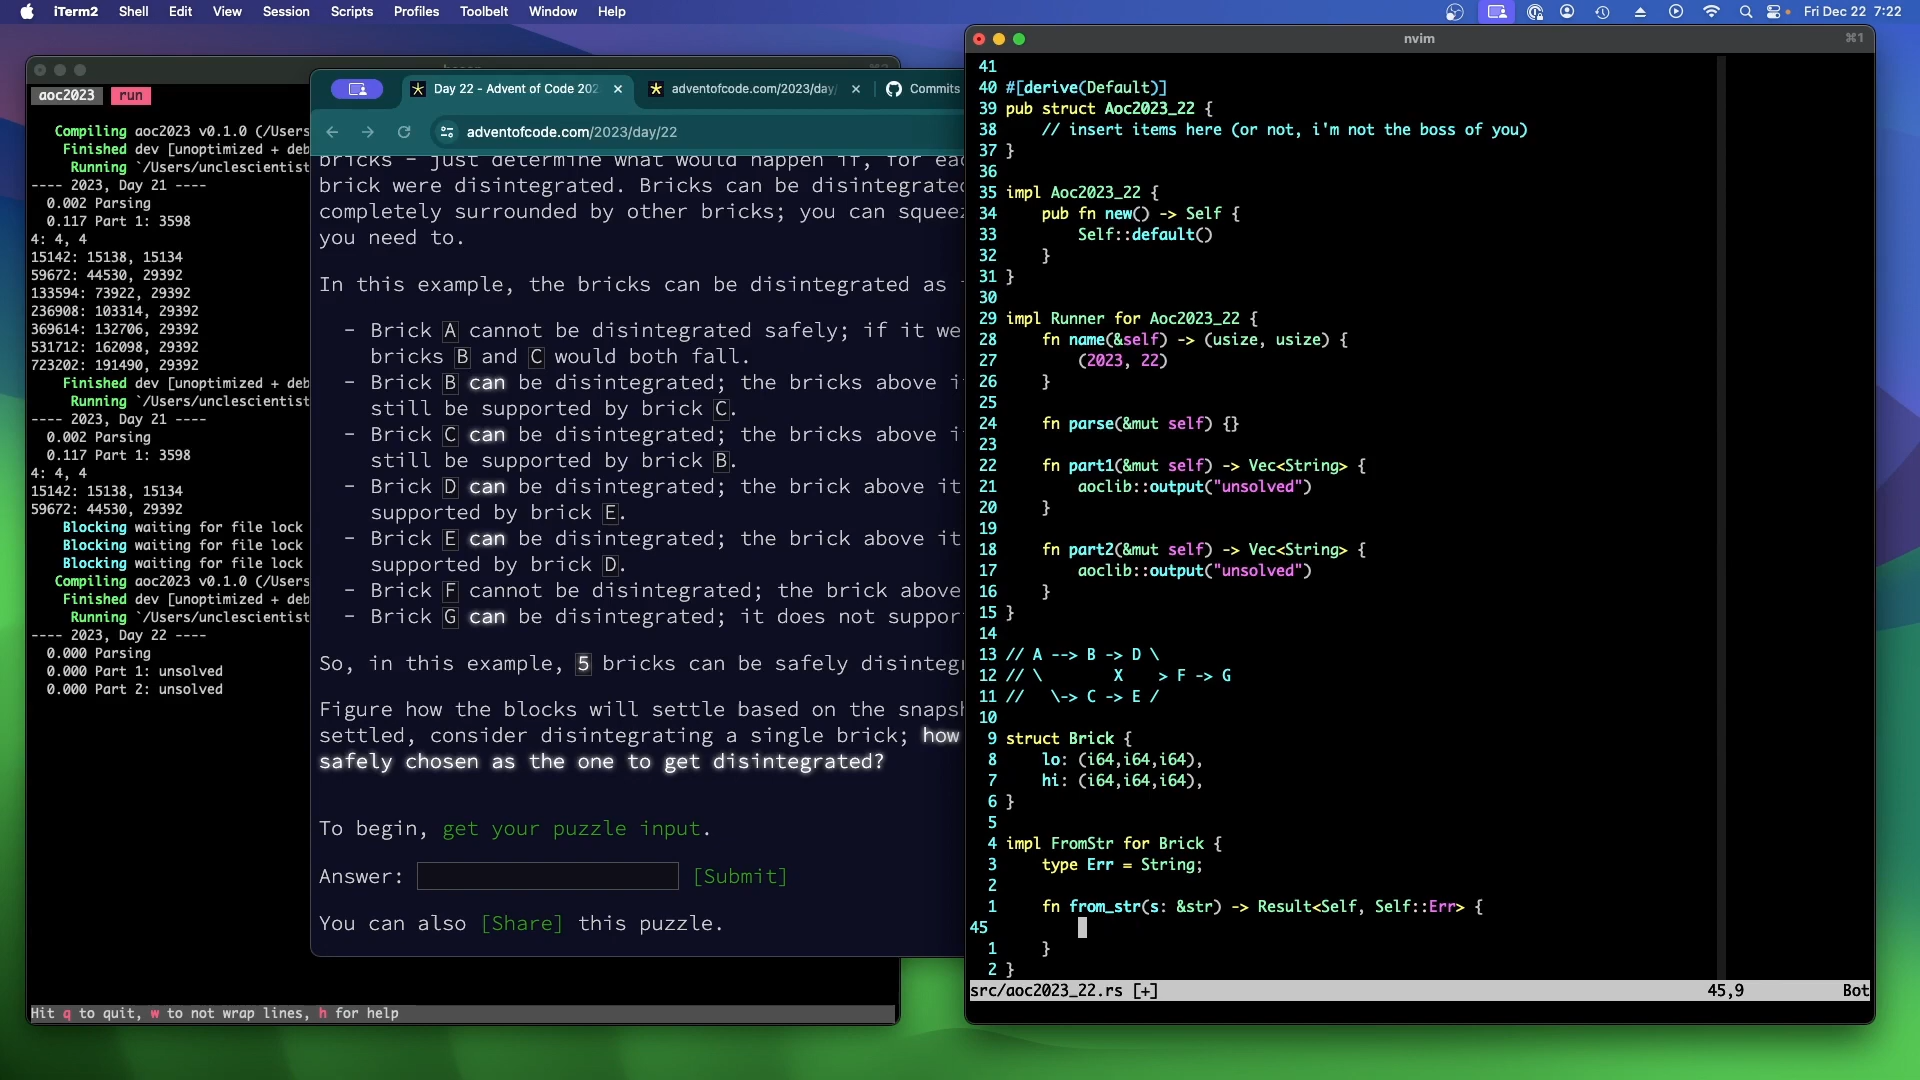 iTerm2 Shell Edit View Session Scripts Profiles Toolbelt Window Help
Fri Dec 22 7:22
aoc2023 run
Compiling aoc2023 v0.1.0 (/Users
Finished dev [unoptimized + deb
Running `/Users/unclescientist
---- 2023, Day 21 ----
0.002 Parsing
0.117 Part 1: 3598
4: 4, 4
15142: 15138, 15134
59672: 44530, 29392
133594: 73922, 29392
236908: 103314, 29392
369614: 132706, 29392
531712: 162098, 29392
723202: 191490, 29392
Finished dev [unoptimized + deb
Running `/Users/unclescientist
---- 2023, Day 21 ----
0.002 Parsing
0.117 Part 1: 3598
4: 4, 4
15142: 15138, 15134
59672: 44530, 29392
Blocking waiting for file lock
Blocking waiting for file lock
Blocking waiting for file lock
Compiling aoc2023 v0.1.0 (/Users
Finished dev [unoptimized + deb
Running `/Users/unclescientist
---- 2023, Day 22 ----
0.000 Parsing
0.000 Part 1: unsolved
0.000 Part 2: unsolved
Hit q to quit, w to not wrap lines, h for help
Day 22 - Advent of Code 202
adventofcode.com/2023/day/
Commits
adventofcode.com/2023/day/22
bricks - just determine what would happen if, for eac
brick were disintegrated. Bricks can be disintegrated
completely surrounded by other bricks; you can squeez
you need to.
In this example, the bricks can be disintegrated as
- Brick A cannot be disintegrated safely; if it we
bricks B and C would both fall.
- Brick B can be disintegrated; the bricks above i
still be supported by brick C.
- Brick C can be disintegrated; the bricks above i
still be supported by brick B.
- Brick D can be disintegrated; the brick above it
supported by brick E.
- Brick E can be disintegrated; the brick above it
supported by brick D.
- Brick F cannot be disintegrated; the brick above
- Brick G can be disintegrated; it does not suppor
So, in this example, 5 bricks can be safely disinteg
Figure how the blocks will settle based on the snapsh
settled, consider disintegrating a single brick; how
safely chosen as the one to get disintegrated?
To begin, get your puzzle input.
Answer: [Submit]
You can also [Share] this puzzle.
nvim
⌘1
41
40 #[derive(Default)]
39 pub struct Aoc2023_22 {
38 // insert items here (or not, i'm not the boss of you)
37 }
36
35 impl Aoc2023_22 {
34 pub fn new() -> Self {
33 Self::default()
32 }
31 }
30
29 impl Runner for Aoc2023_22 {
28 fn name(&self) -> (usize, usize) {
27 (2023, 22)
26 }
25
24 fn parse(&mut self) {}
23
22 fn part1(&mut self) -> Vec<String> {
21 aoclib::output("unsolved")
20 }
19
18 fn part2(&mut self) -> Vec<String> {
17 aoclib::output("unsolved")
16 }
15 }
14
13 // A --> B -> D \
12 // \ X > F -> G
11 // \-> C -> E /
10
9 struct Brick {
8 lo: (i64,i64,i64),
7 hi: (i64,i64,i64),
6 }
5
4 impl FromStr for Brick {
3 type Err = String;
2
1 fn from_str(s: &str) -> Result<Self, Self::Err> {
45
1 }
2 }
src/aoc2023_22.rs [+] 45,9 Bot